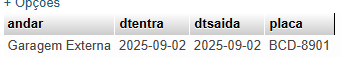 + Opções
andar dtentra dtsaida placa
Garagem Externa 2025-09-02 2025-09-02 BCD-8901